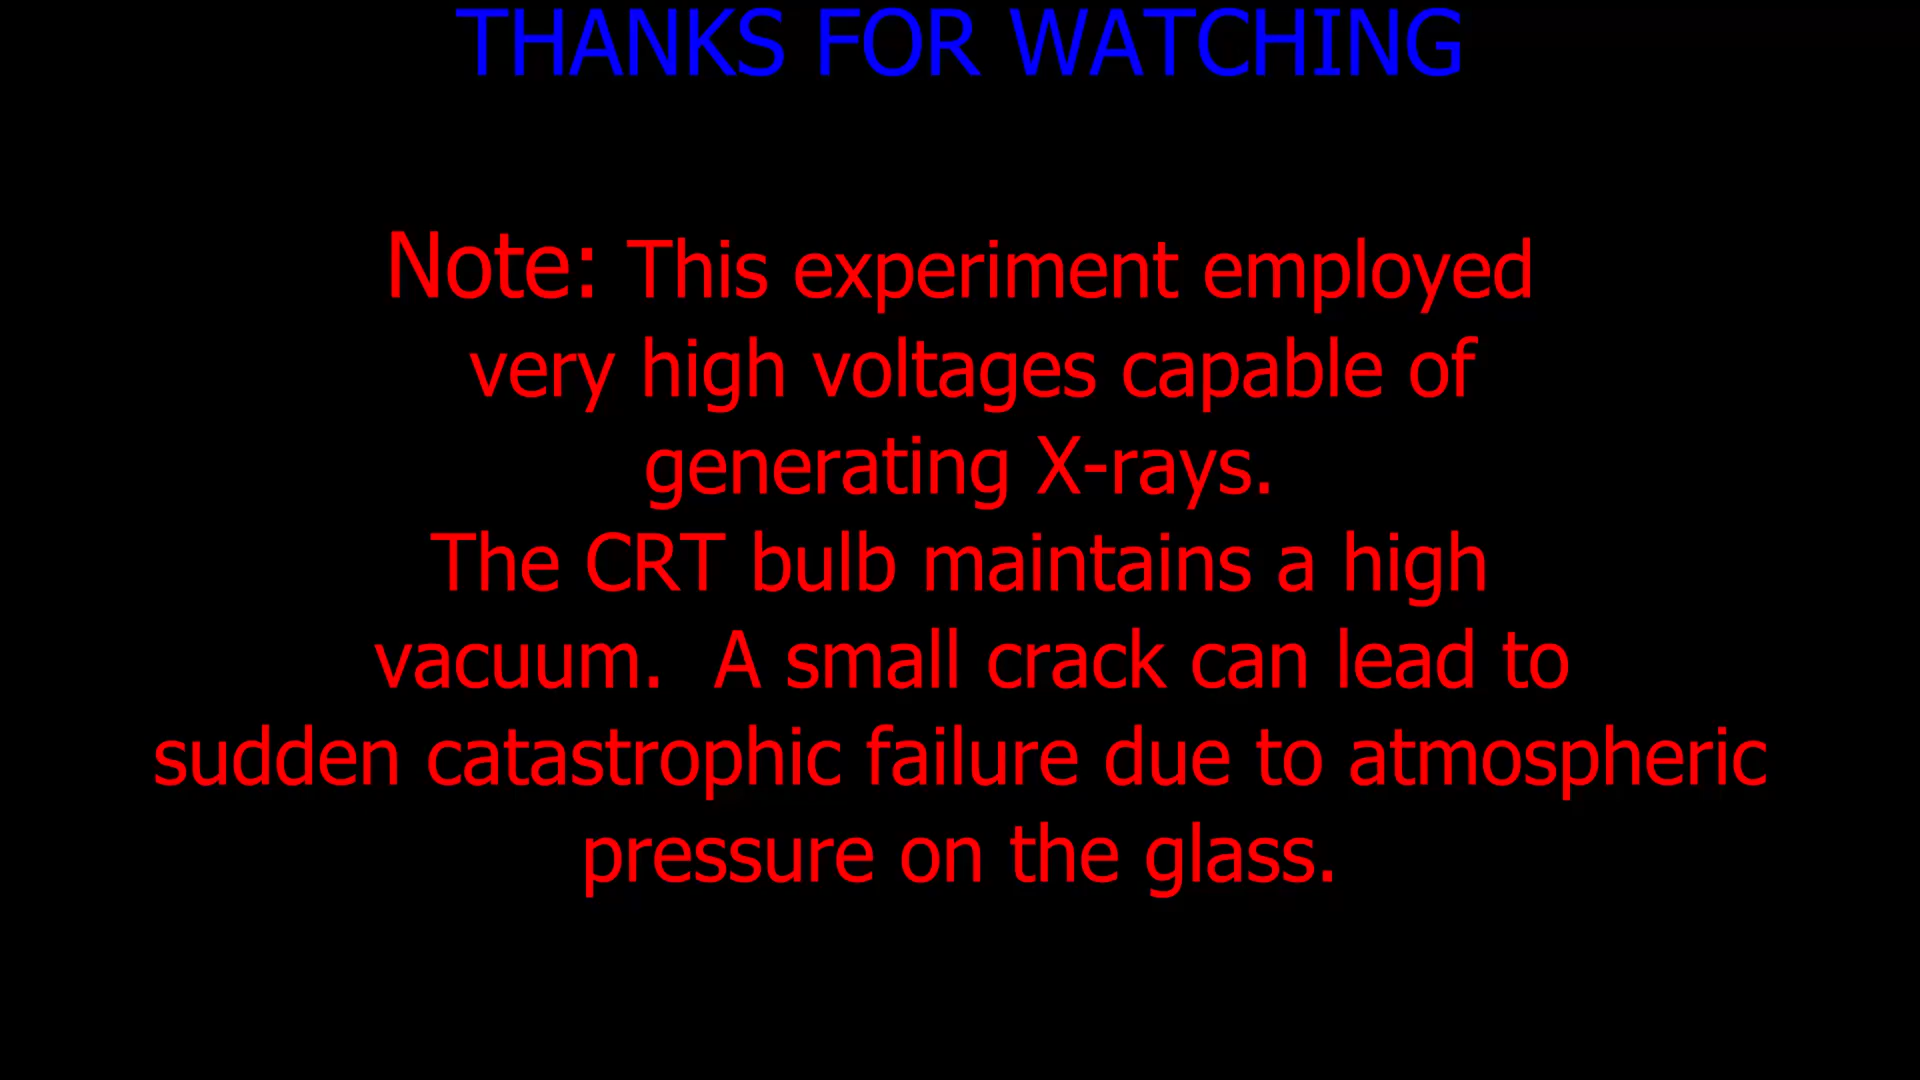 THANKS FOR WATCHING
Note: This experiment employed
very high voltages capable of
generating X-rays.
The CRT bulb maintains a high
vacuum.  A small crack can lead to
sudden catastrophic failure due to atmospheric
pressure on the glass.